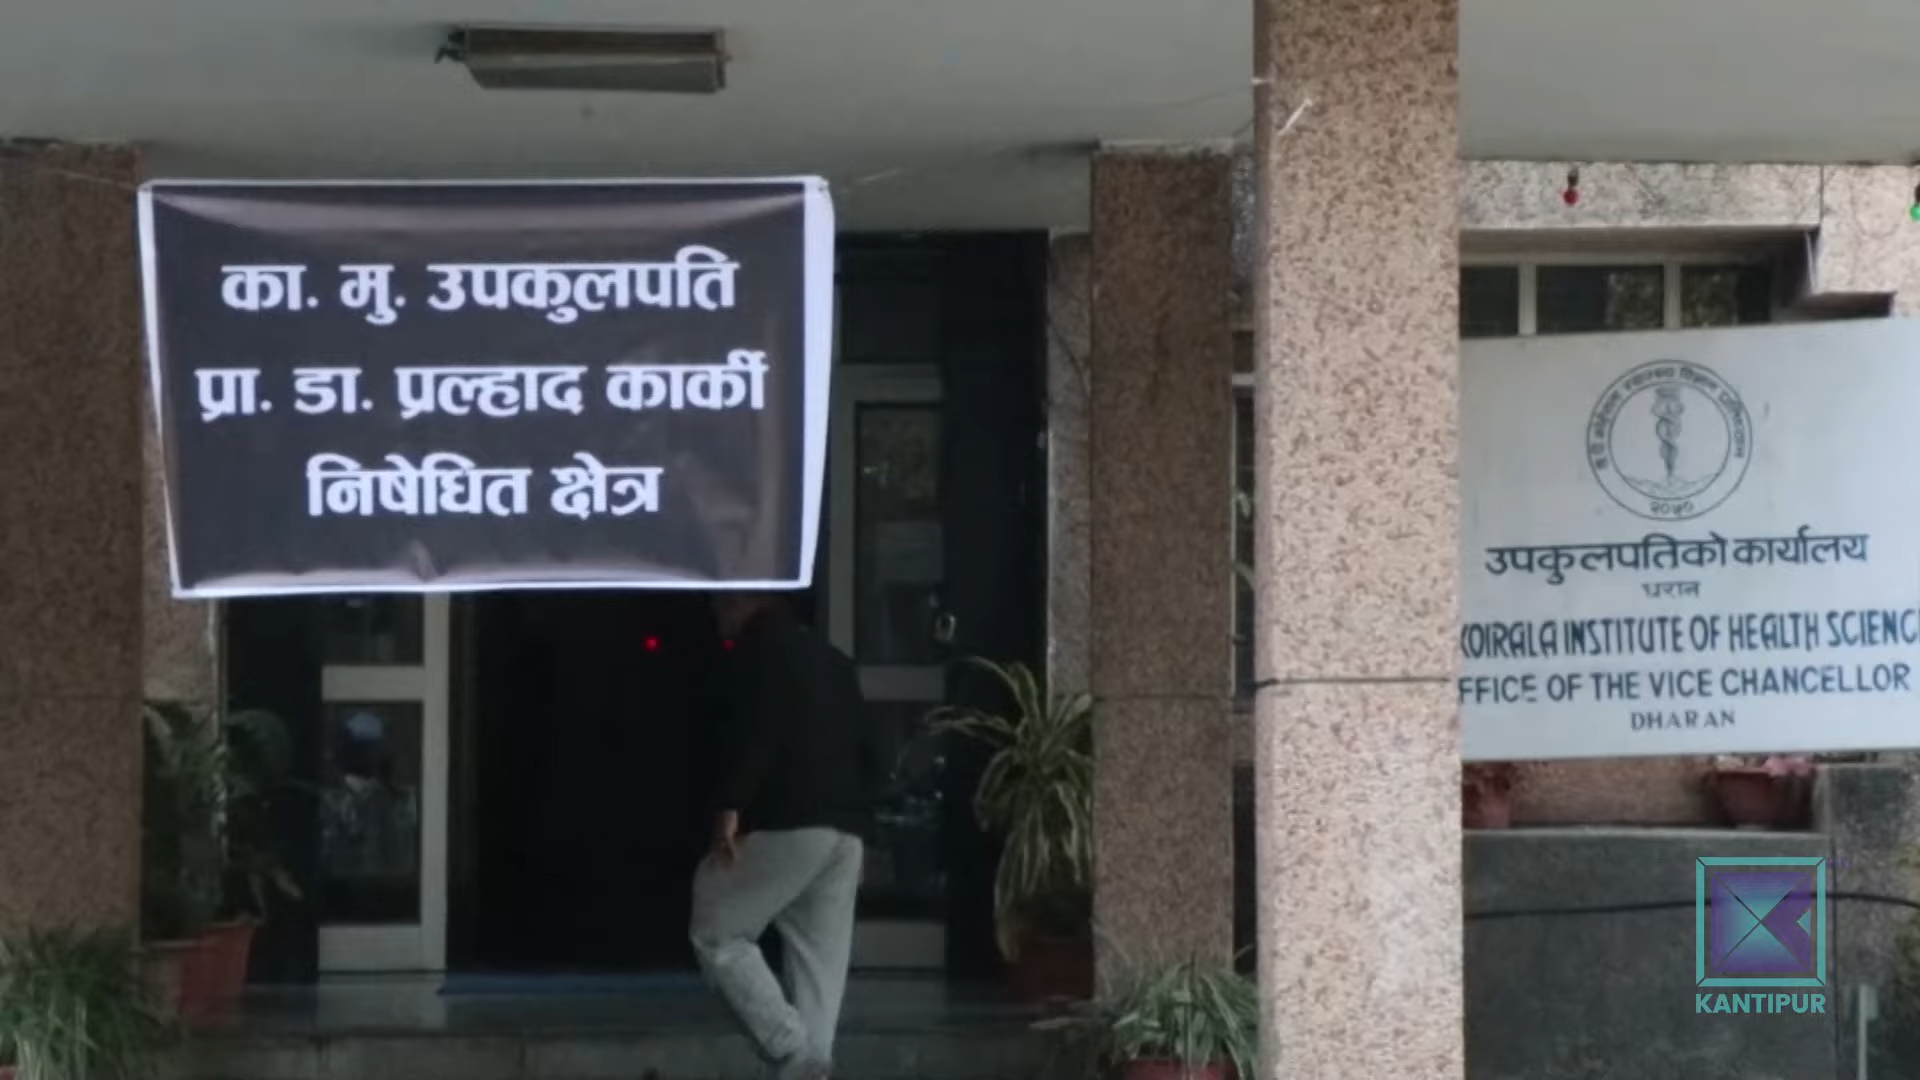 का. मु. उपकुलपति
प्रा. डा. प्रल्हाद कार्की
निषेधित क्षेत्र
२०५०
उपकुलपतिको कार्यालय
धरान
KOIRALA INSTITUTE OF HEALTH SCIENC
FFICE OF THE VICE CHANCELLOR
DHARAN
KANTIPUR